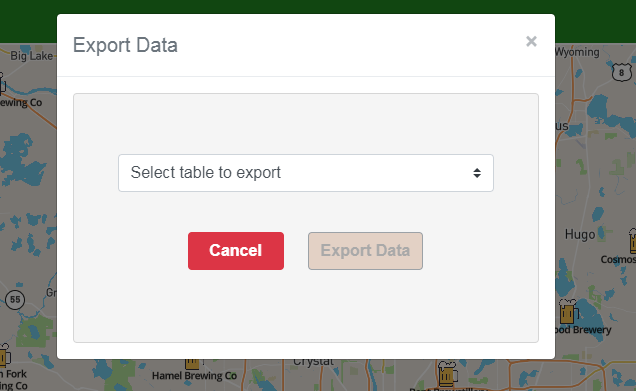 Export Data
×
Big Lake
Wyoming
8
ewing Co
us
Select table to export
Hugo
Cancel
Export Data
Cosmos
55
Gr
ood Brewery
n Fork
ing Co
Hamel Brewing Co
Crystal